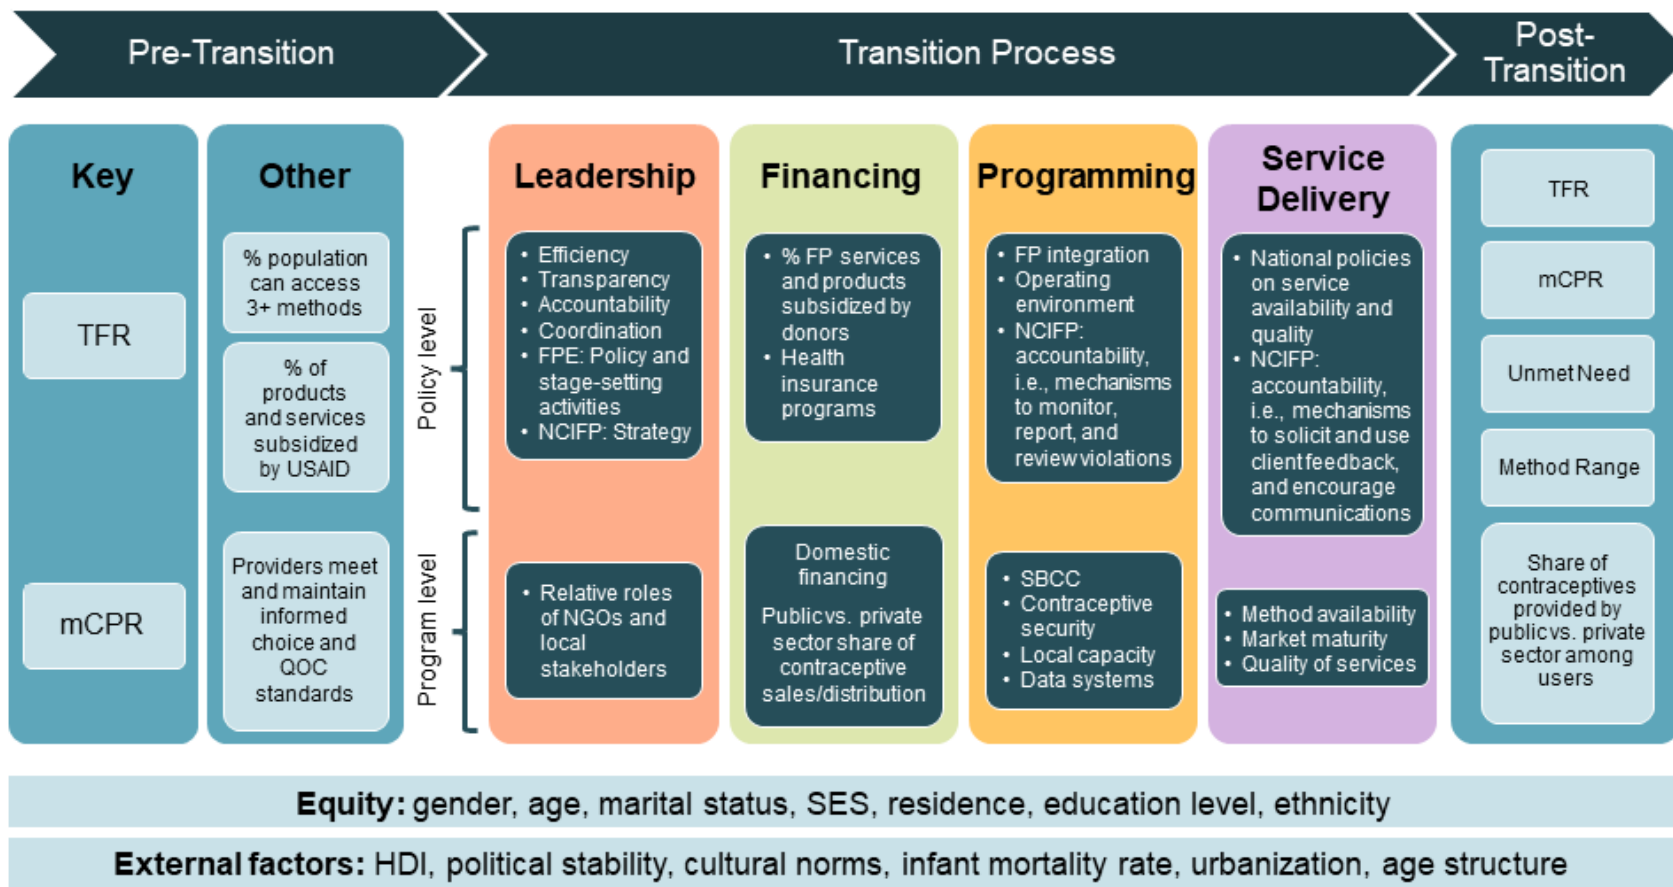 Pre-Transition
Transition Process
Post-
Transition
Key
TFR
mCPR
Other
% population
can access
3+ methods
% of
products
and services
subsidized
by USAID
Providers meet
and maintain
informed
choice and
QOC
standards
Policy level
Program level
Leadership
• Efficiency
• Transparency
• Accountability
• Coordination
• FPE: Policy and
stage-setting
activities
• NCIFP: Strategy
• Relative roles
of NGOs and
local
stakeholders
Financing
• % FP services
and products
subsidized by
donors
• Health
insurance
programs
Domestic
financing
Public vs. private
sector share of
contraceptive
sales/distribution
Programming
• FP integration
• Operating
environment
• NCIFP:
accountability,
i.e., mechanisms
to monitor,
report, and
review violations
• SBCC
• Contraceptive
security
• Local capacity
• Data systems
Service
Delivery
• National policies
on service
availability and
quality
• NCIFP:
accountability,
i.e., mechanisms
to solicit and use
client feedback,
and encourage
communications
• Method availability
• Market maturity
• Quality of services
TFR
mCPR
Unmet Need
Method Range
Share of
contraceptives
provided by
public vs. private
sector among
users
Equity: gender, age, marital status, SES, residence, education level, ethnicity
External factors: HDI, political stability, cultural norms, infant mortality rate, urbanization, age structure